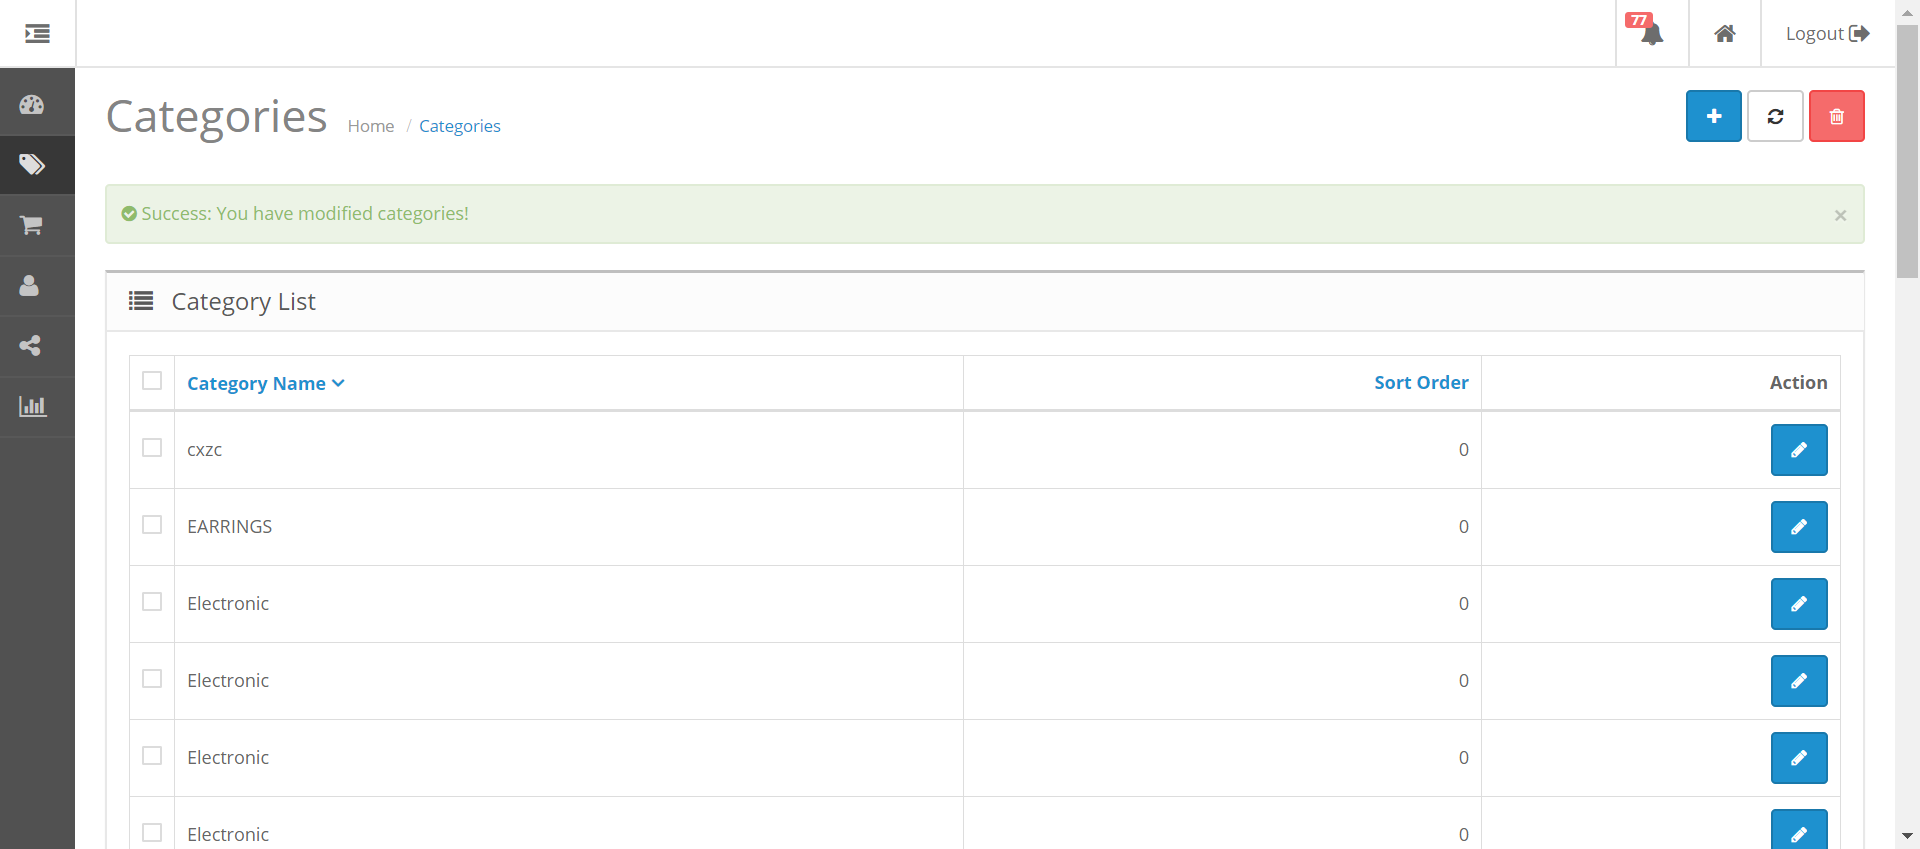 77
Logout
Categories
Home / Categories
Success: You have modified categories!
×
Category List
Category Name Sort Order Action
cxzc 0
EARRINGS 0
Electronic 0
Electronic 0
Electronic 0
Electronic 0